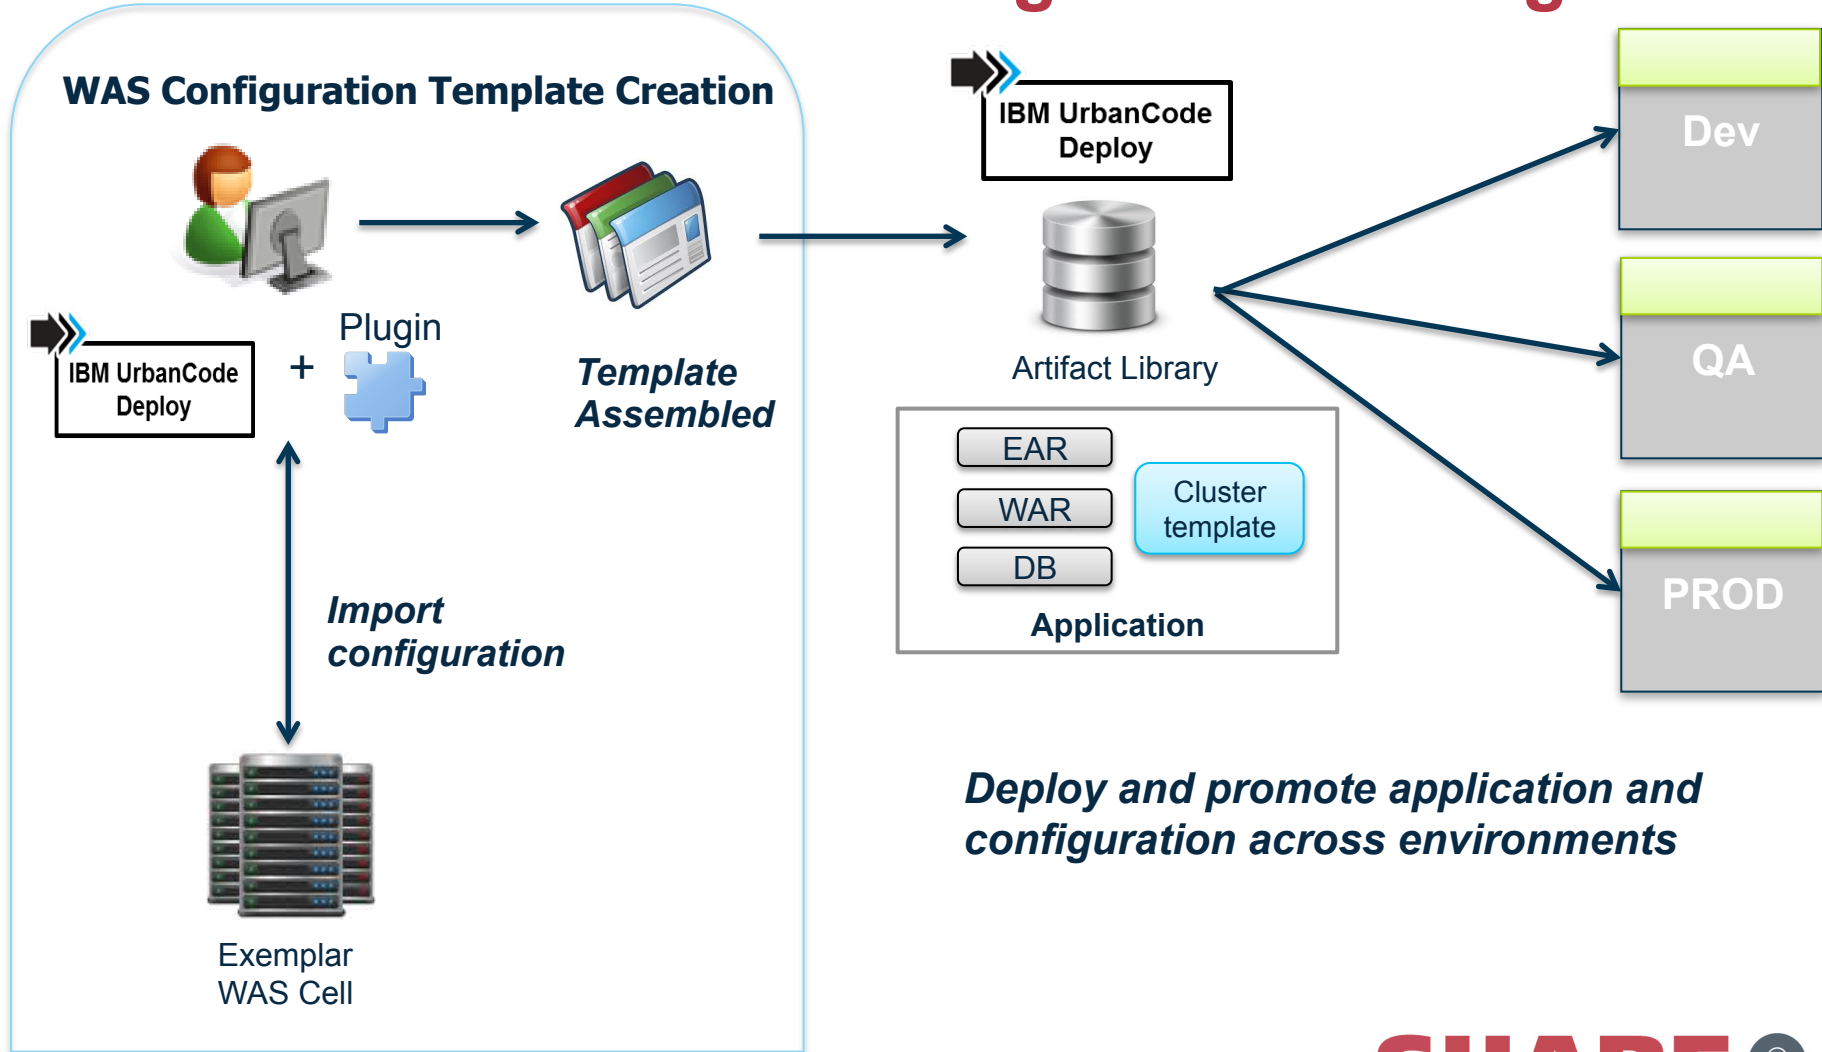 WAS Configuration Template Creation
IBM UrbanCode
Deploy
+
Plugin
Template
Assembled
Import
configuration
Exemplar
WAS Cell
IBM UrbanCode
Deploy
Artifact Library
EAR
WAR
DB
Cluster
template
Application
Dev
QA
PROD
Deploy and promote application and
configuration across environments